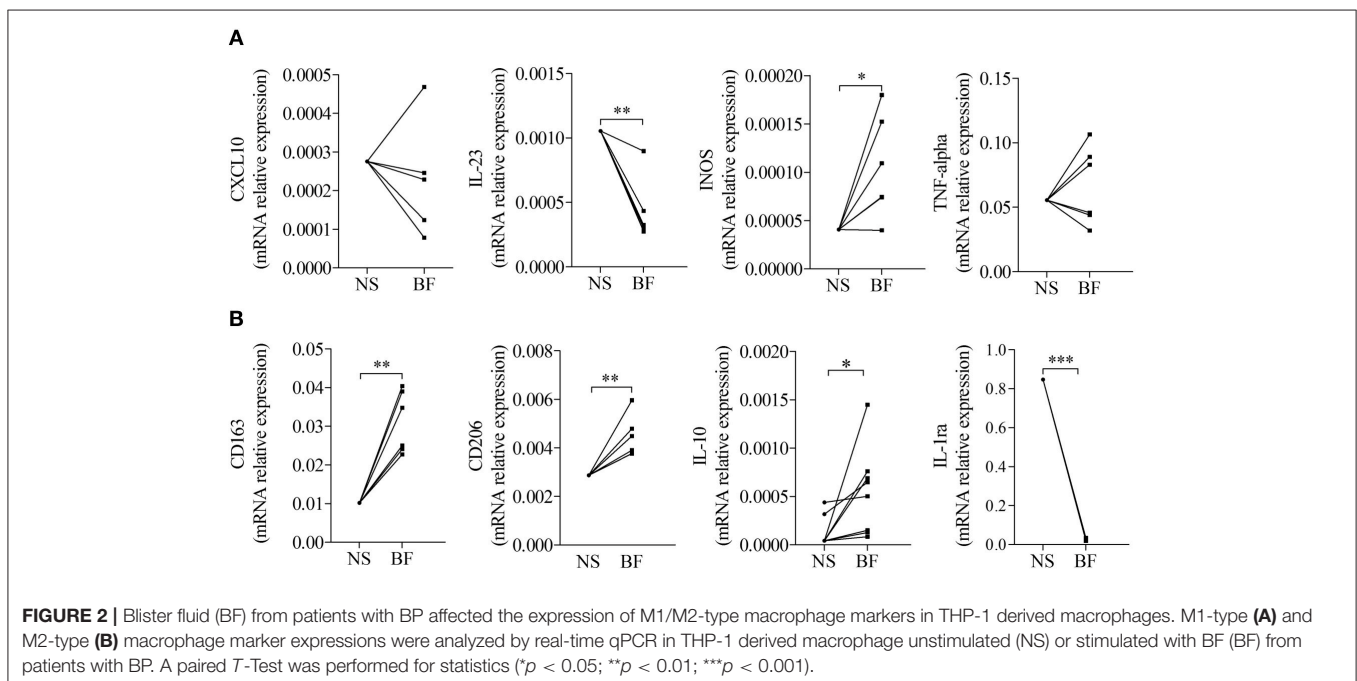 A
CXCL10
(mRNA relative expression)
0.0005
0.0004
0.0003
0.0002
0.0001
0.0000
NS BF
IL-23
(mRNA relative expression)
0.0015
0.0010
0.0005
0.0000
**
NS BF
INOS
(mRNA relative expression)
0.00020
0.00015
0.00010
0.00005
0.00000
*
NS BF
TNF-alpha
(mRNA relative expression)
0.15
0.10
0.05
0.00
NS BF
B
CD163
(mRNA relative expression)
0.05
0.04
0.03
0.02
0.01
0.00
**
NS BF
CD206
(mRNA relative expression)
0.008
0.006
0.004
0.002
0.000
**
NS BF
IL-10
(mRNA relative expression)
0.0020
0.0015
0.0010
0.0005
0.0000
*
NS BF
IL-1ra
(mRNA relative expression)
1.0
0.8
0.6
0.4
0.2
0.0
***
NS BF
FIGURE 2 | Blister fluid (BF) from patients with BP affected the expression of M1/M2-type macrophage markers in THP-1 derived macrophages. M1-type (A) and
M2-type (B) macrophage marker expressions were analyzed by real-time qPCR in THP-1 derived macrophage unstimulated (NS) or stimulated with BF (BF) from
patients with BP. A paired T-Test was performed for statistics (*p < 0.05; **p < 0.01; ***p < 0.001).